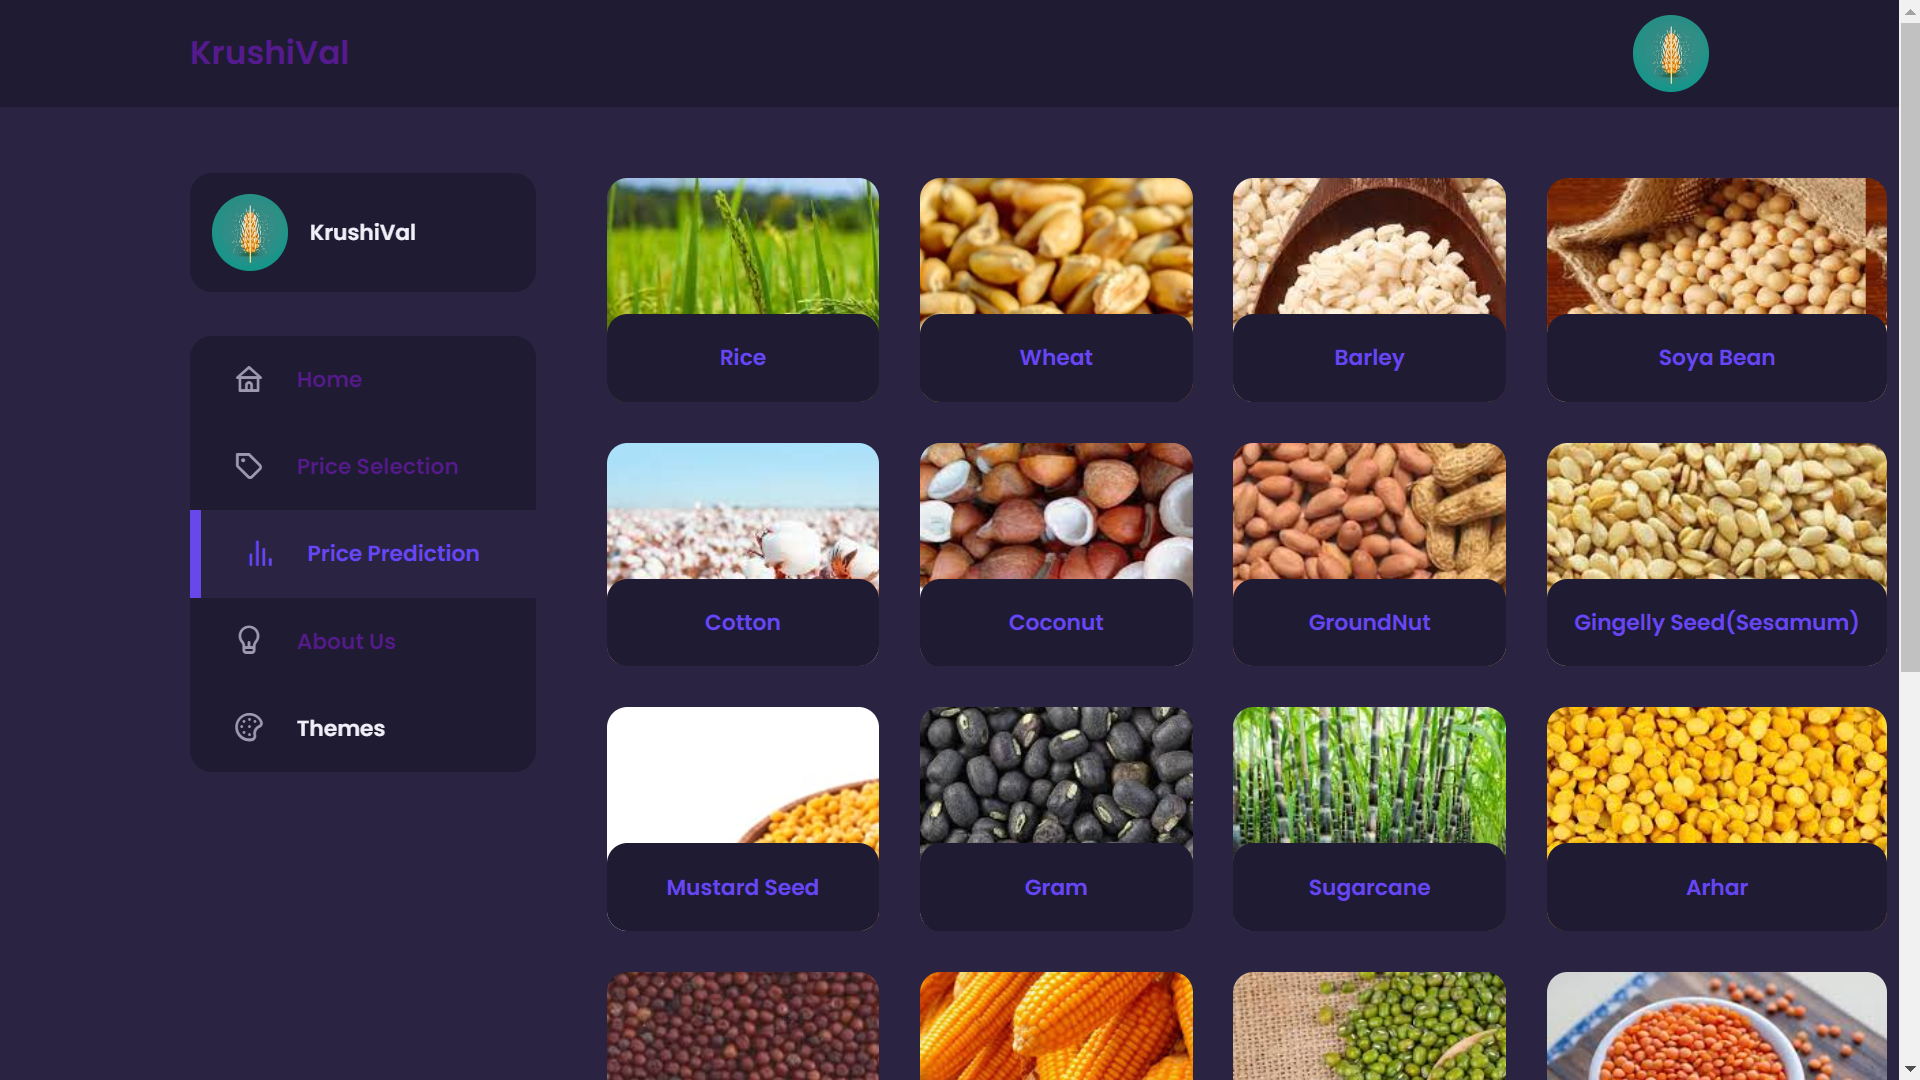 KrushiVal
KrushiVal
Home
Price Selection
Price Prediction
About Us
Themes
Rice
Wheat
Barley
Soya Bean
Cotton
Coconut
GroundNut
Gingelly Seed(Sesamum)
Mustard Seed
Gram
Sugarcane
Arhar